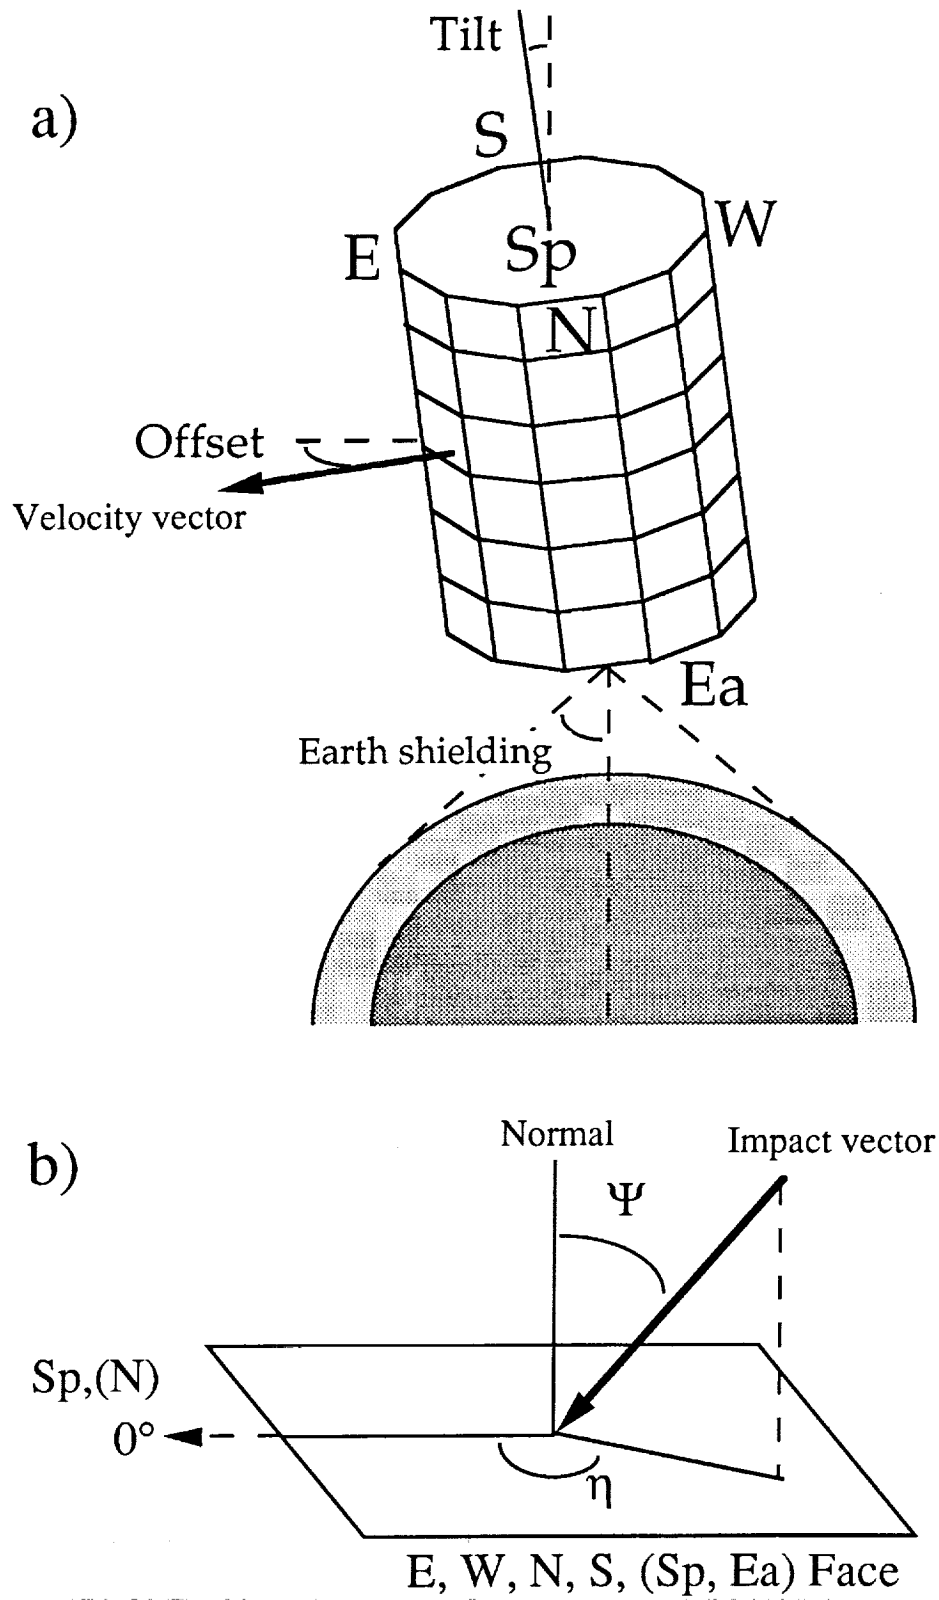 Tilt
a)
S
W
E
Sp
N
Offset
Velocity vector
Ea
Earth shielding
b)
Normal
Impact vector
Ψ
Sp,(N)
0°
η
E, W, N, S, (Sp, Ea) Face